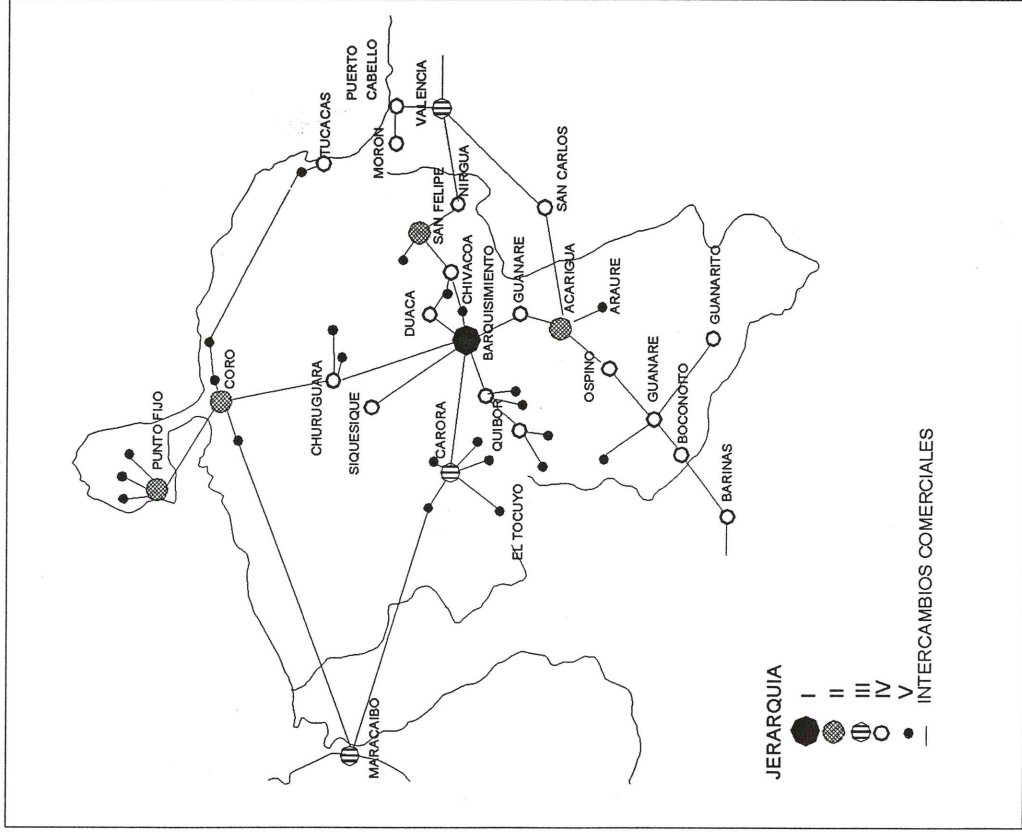 PUERTO
CABELLO
VALENCIA
TUCACAS
MORON
SAN FELIPE
NIRGUA
SAN CARLOS
PUNTO FIJO
CORO
CHURUGUARA
SIQUESIQUE
DUACA
CHIVACOA
BARQUISIMIENTO
GUANARE
ACARIGUA
ARAURE
CARORA
QUIBOR
EL TOCUYO
OSPINO
GUANARE
GUANARITO
BOCONOITO
BARINAS
MARACAIBO
JERARQUIA
I
II
III
IV
V
INTERCAMBIOS COMERCIALES